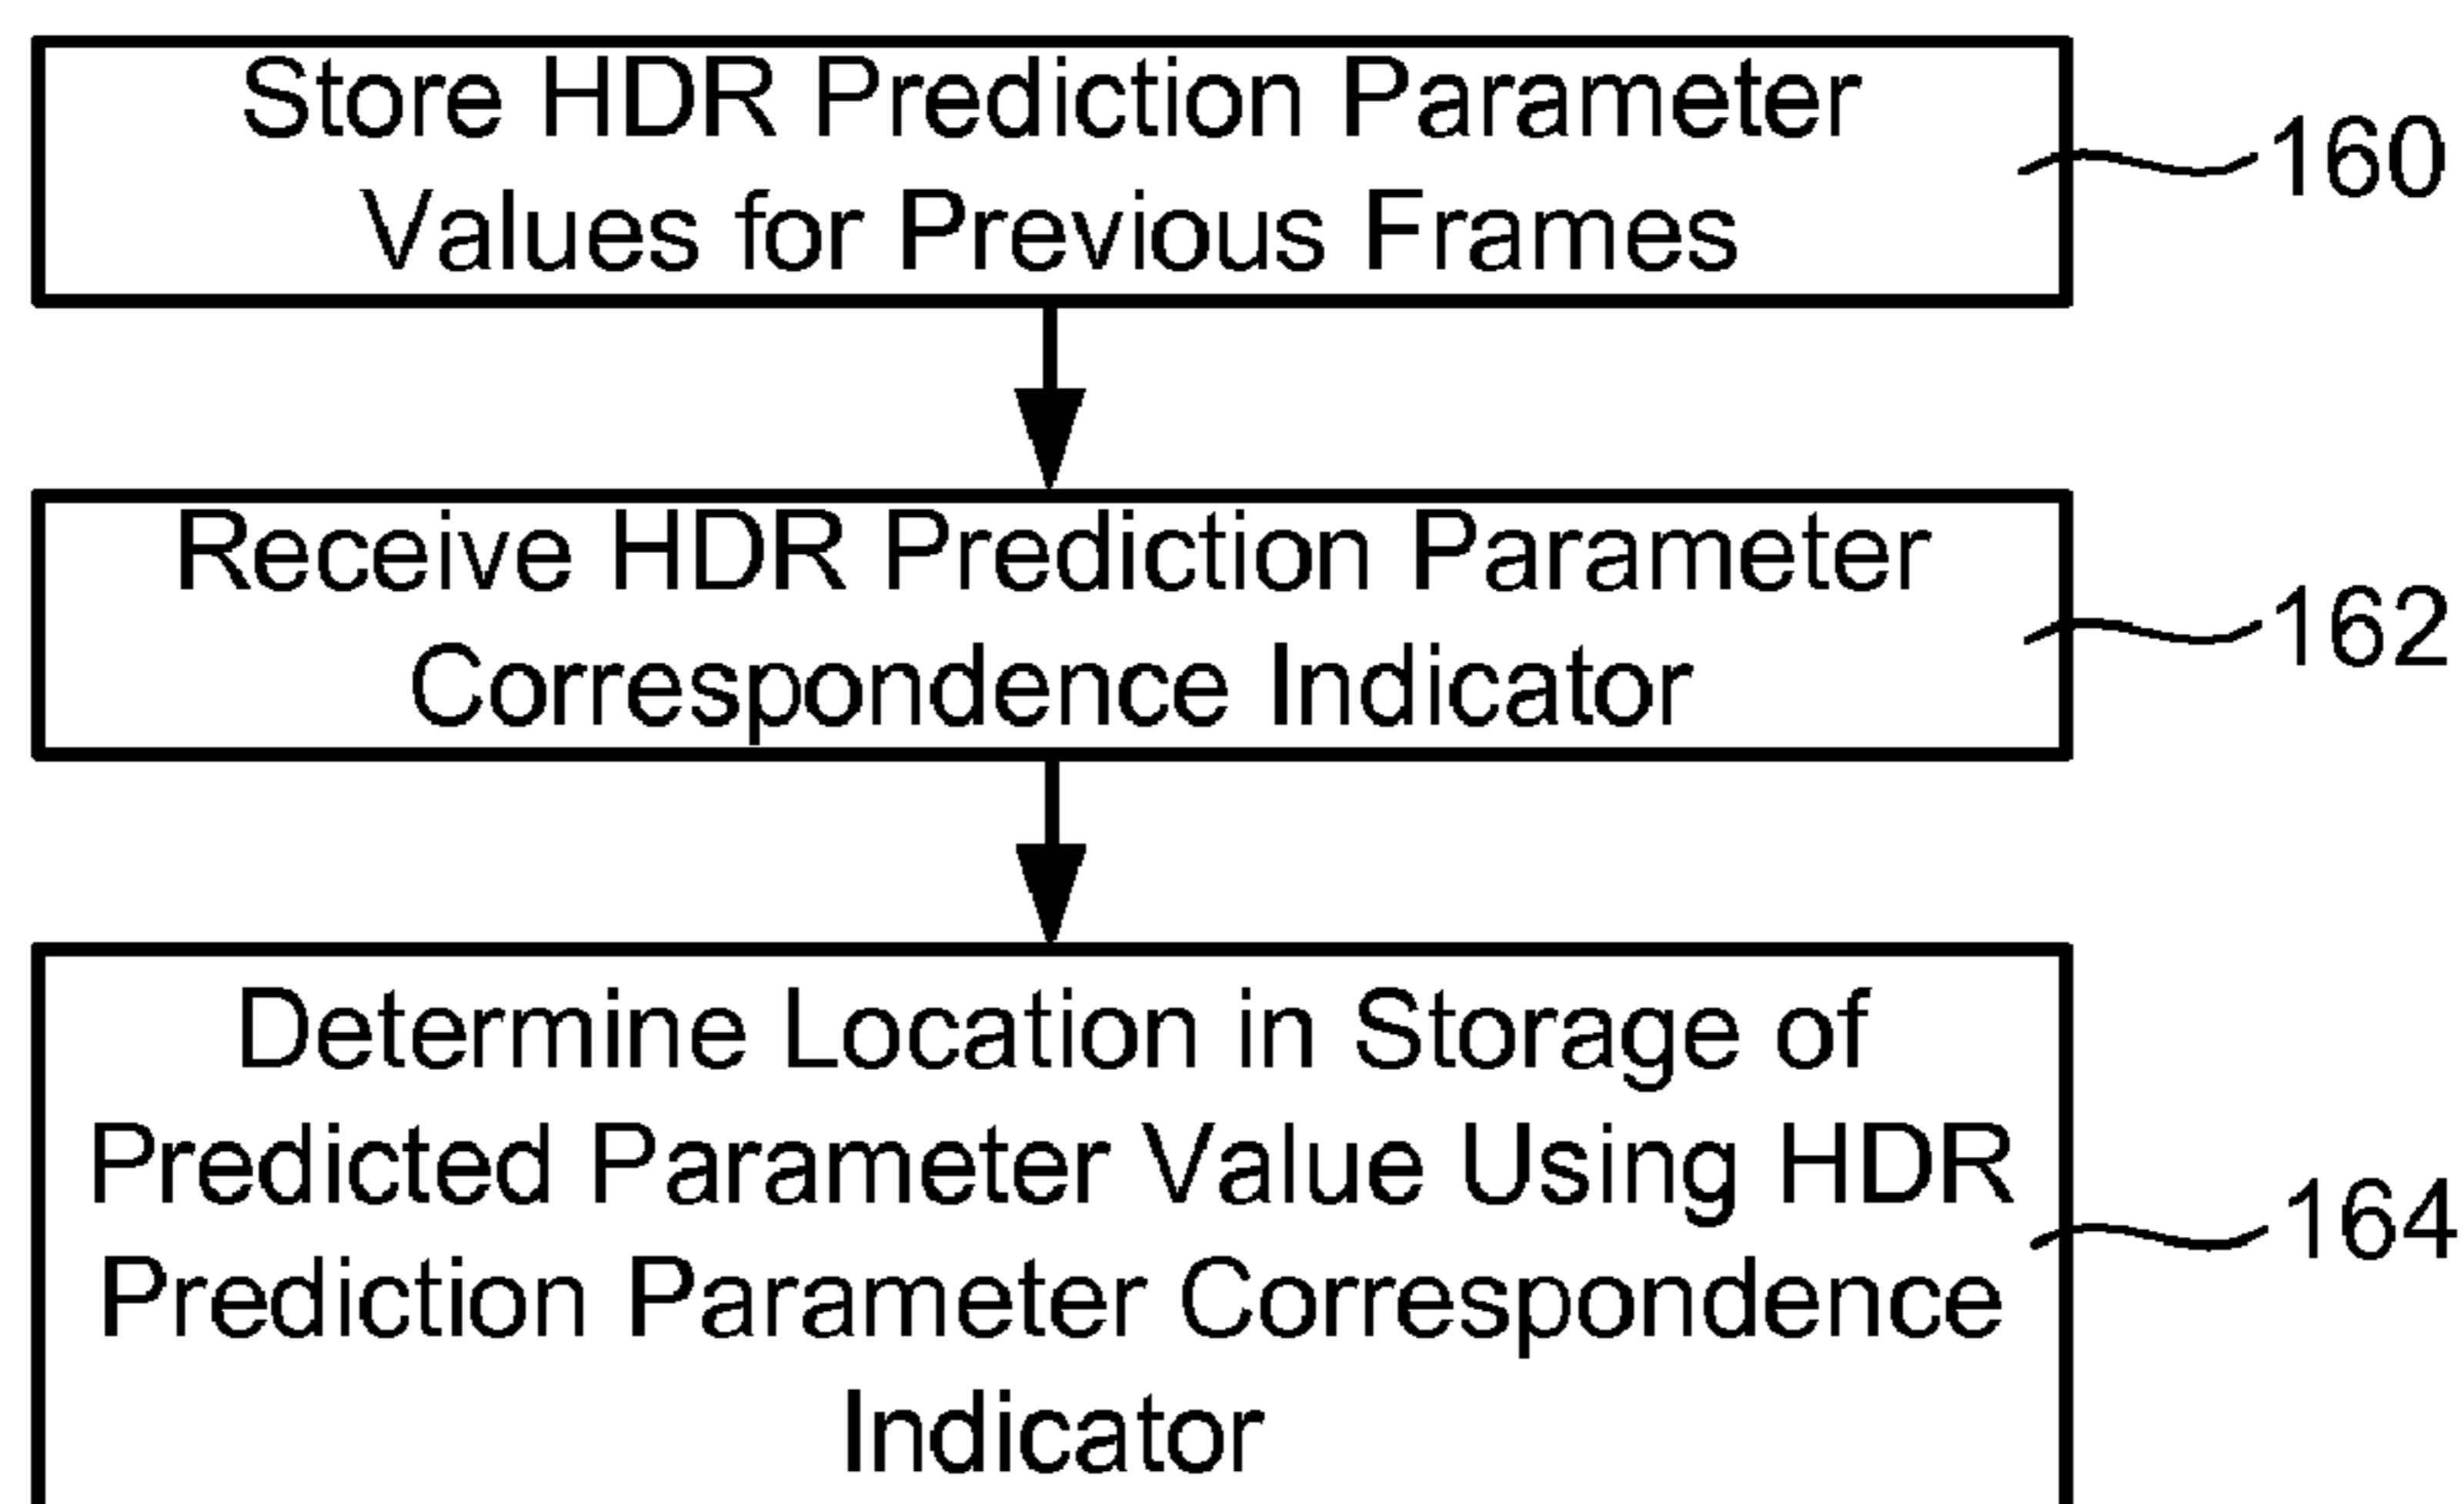 Store HDR Prediction Parameter
Values for Previous Frames
160
Receive HDR Prediction Parameter
Correspondence Indicator
162
Determine Location in Storage of
Predicted Parameter Value Using HDR
Prediction Parameter Correspondence
Indicator
164